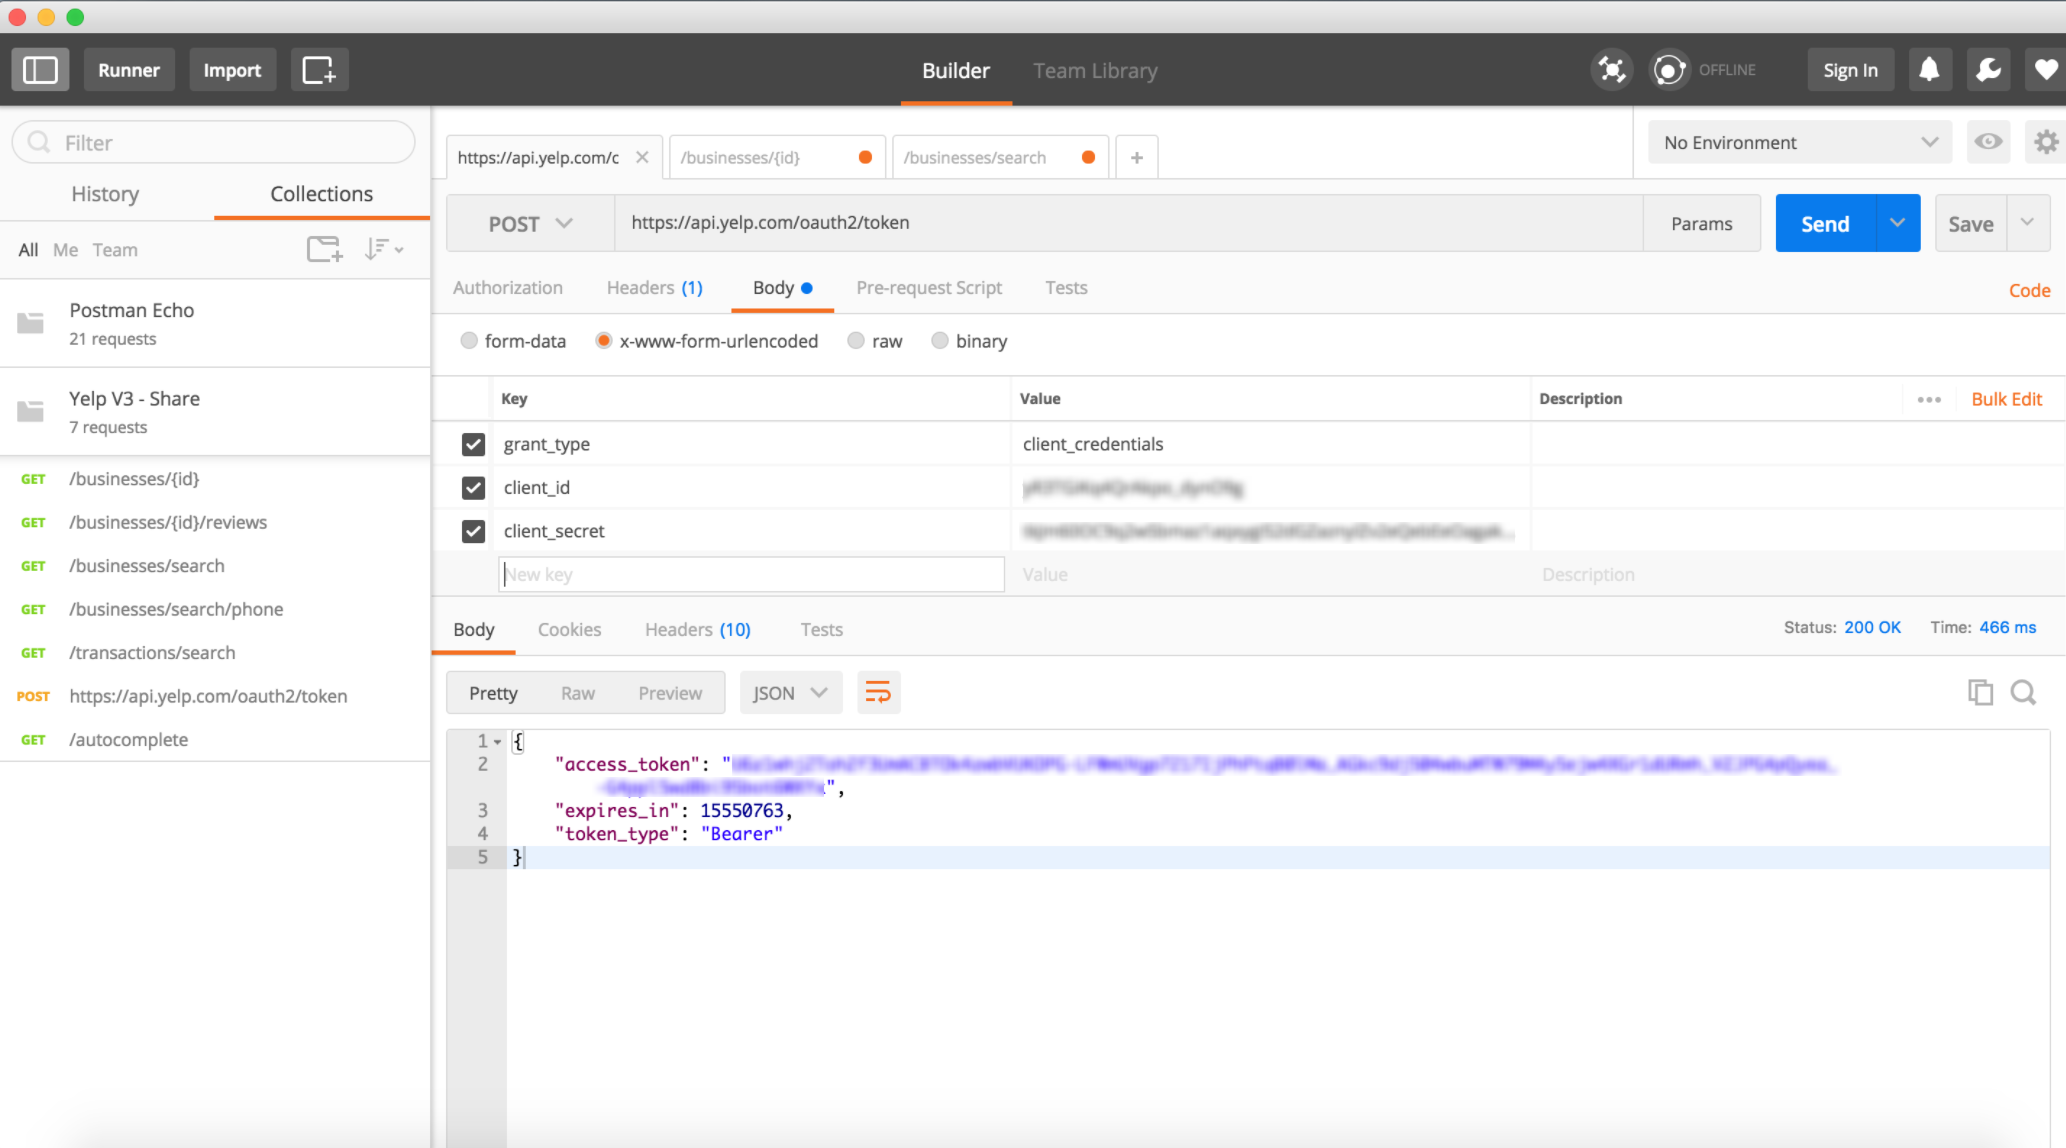 Runner Import Builder Team Library OFFLINE Sign In
Filter
https://api.yelp.com/c /businesses/{id} /businesses/search + No Environment
History Collections
POST https://api.yelp.com/oauth2/token Params Send Save
All Me Team
Authorization Headers (1) Body Pre-request Script Tests Code
Postman Echo
21 requests
form-data x-www-form-urlencoded raw binary
Yelp V3 - Share
7 requests
Key Value Description ••• Bulk Edit
grant_type client_credentials
client_id
client_secret
New key Value Description
GET /businesses/{id}
GET /businesses/{id}/reviews
GET /businesses/search
GET /businesses/search/phone
GET /transactions/search
POST https://api.yelp.com/oauth2/token
GET /autocomplete
Body Cookies Headers (10) Tests Status: 200 OK Time: 466 ms
Pretty Raw Preview JSON
1 {
2 "access_token": "
",
3 "expires_in": 15550763,
4 "token_type": "Bearer"
5 }